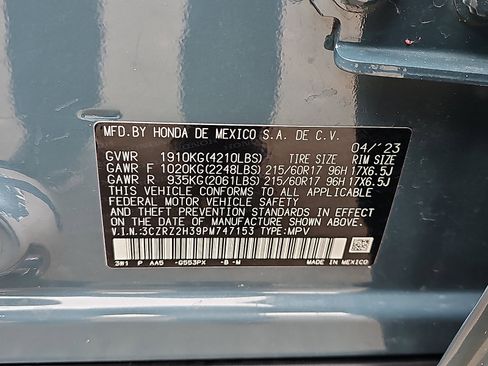 MFD.BY HONDA DE MEXICO S.A. DE C.V.
04/'23
GVWR 1910KG(4210LBS) TIRE SIZE RIM SIZE
GAWR F 1020KG(2248LBS) 215/60R17 96H 17X6.5J
GAWR R 935KG(2061LBS) 215/60R17 96H 17X6.5J
THIS VEHICLE CONFORMS TO ALL APPLICABLE
FEDERAL MOTOR VEHICLE SAFETY
STANDARDS IN EFFECT ON THE DATE OF
MANUFACTURE SHOWN ABOVE.
V.I.N.:3CZRZ2H39PM747153 TYPE:MPV
3W1 P AA5 -G553PX -B -M
MADE IN MEXICO